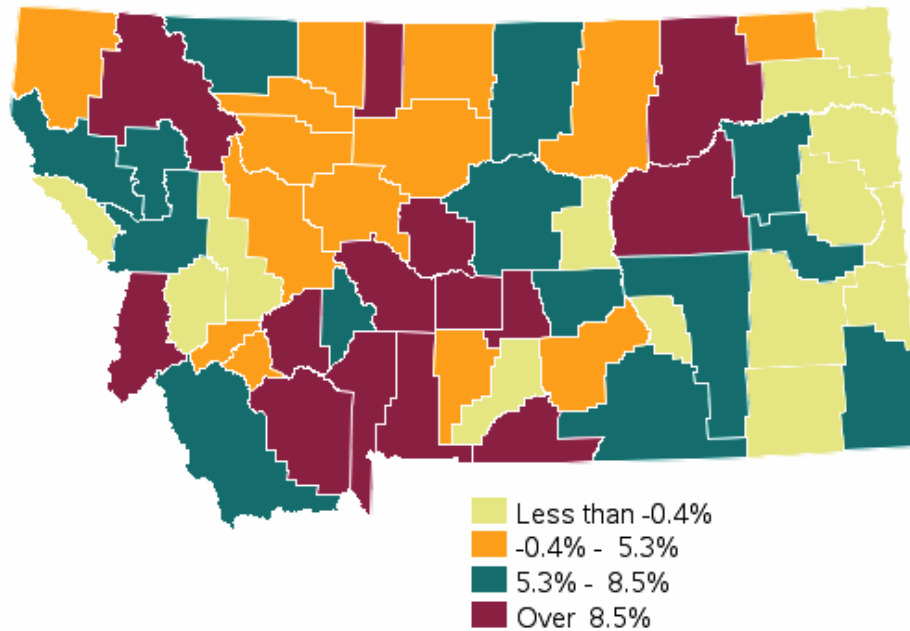 Less than -0.4%
-0.4% - 5.3%
5.3% - 8.5%
Over 8.5%